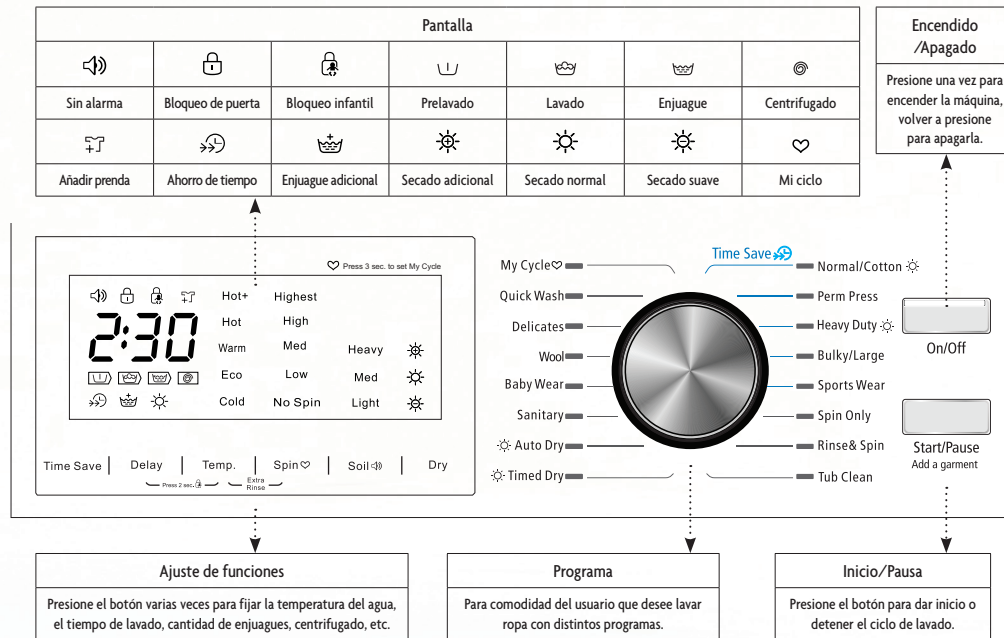 Pantalla
Sin alarma
Bloqueo de puerta
Bloqueo infantil
Prelavado
Lavado
Enjuague
Centrifugado
Añadir prenda
Ahorro de tiempo
Enjuague adicional
Secado adicional
Secado normal
Secado suave
Mi ciclo
Encendido
/Apagado
Presione una vez para
encender la máquina,
volver a presione
para apagarla.
Press 3 sec. to set My Cycle
2:30
Hot+
Hot
Warm
Eco
Cold
Highest
High
Med
Low
No Spin
Heavy
Med
Light
Time Save
Delay
Temp.
Spin
Soil
Dry
Press 2 sec.
Extra
Rinse
My Cycle
Quick Wash
Delicates
Wool
Baby Wear
Sanitary
Auto Dry
Timed Dry
Time Save
Normal/Cotton
Perm Press
Heavy Duty
Bulky/Large
Sports Wear
Spin Only
Rinse& Spin
Tub Clean
On/Off
Start/Pause
Add a garment
Ajuste de funciones
Presione el botón varias veces para fijar la temperatura del agua,
el tiempo de lavado, cantidad de enjuagues, centrifugado, etc.
Programa
Para comodidad del usuario que desee lavar
ropa con distintos programas.
Inicio/Pausa
Presione el botón para dar inicio o
detener el ciclo de lavado.